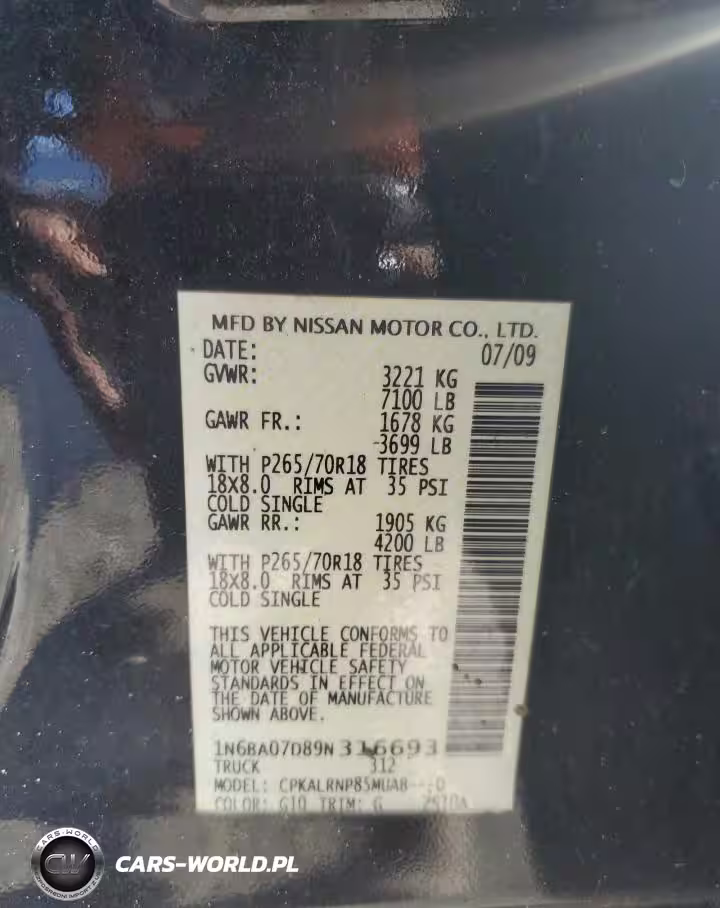 MFD BY NISSAN MOTOR CO., LTD.
DATE: 07/09
GVWR: 3221 KG
7100 LB
GAWR FR.: 1678 KG
3699 LB
WITH P265/70R18 TIRES
18X8.0 RIMS AT 35 PSI
COLD SINGLE
GAWR RR.: 1905 KG
4200 LB
WITH P265/70R18 TIRES
18X8.0 RIMS AT 35 PSI
COLD SINGLE
THIS VEHICLE CONFORMS TO
ALL APPLICABLE FEDERAL
MOTOR VEHICLE SAFETY
STANDARDS IN EFFECT ON
THE DATE OF MANUFACTURE
SHOWN ABOVE.
1N6BA07D89N316693
TRUCK 312
MODEL:
COLOR: G10 TRIM: G
CARS-WORLD
CW
CARS-WORLD.PL